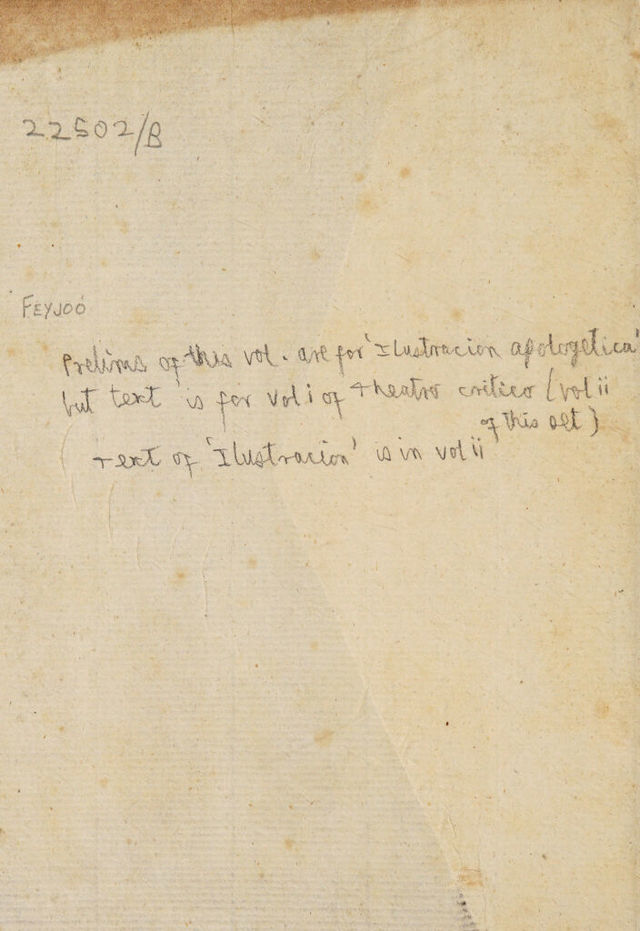 22502/B
FEYJOÓ
Prelims of this vol. are for 'Ilustracion apologetica'
but text is for vol i of Theatro critico (vol ii
of this set)
Text of 'Ilustracion' is in vol ii